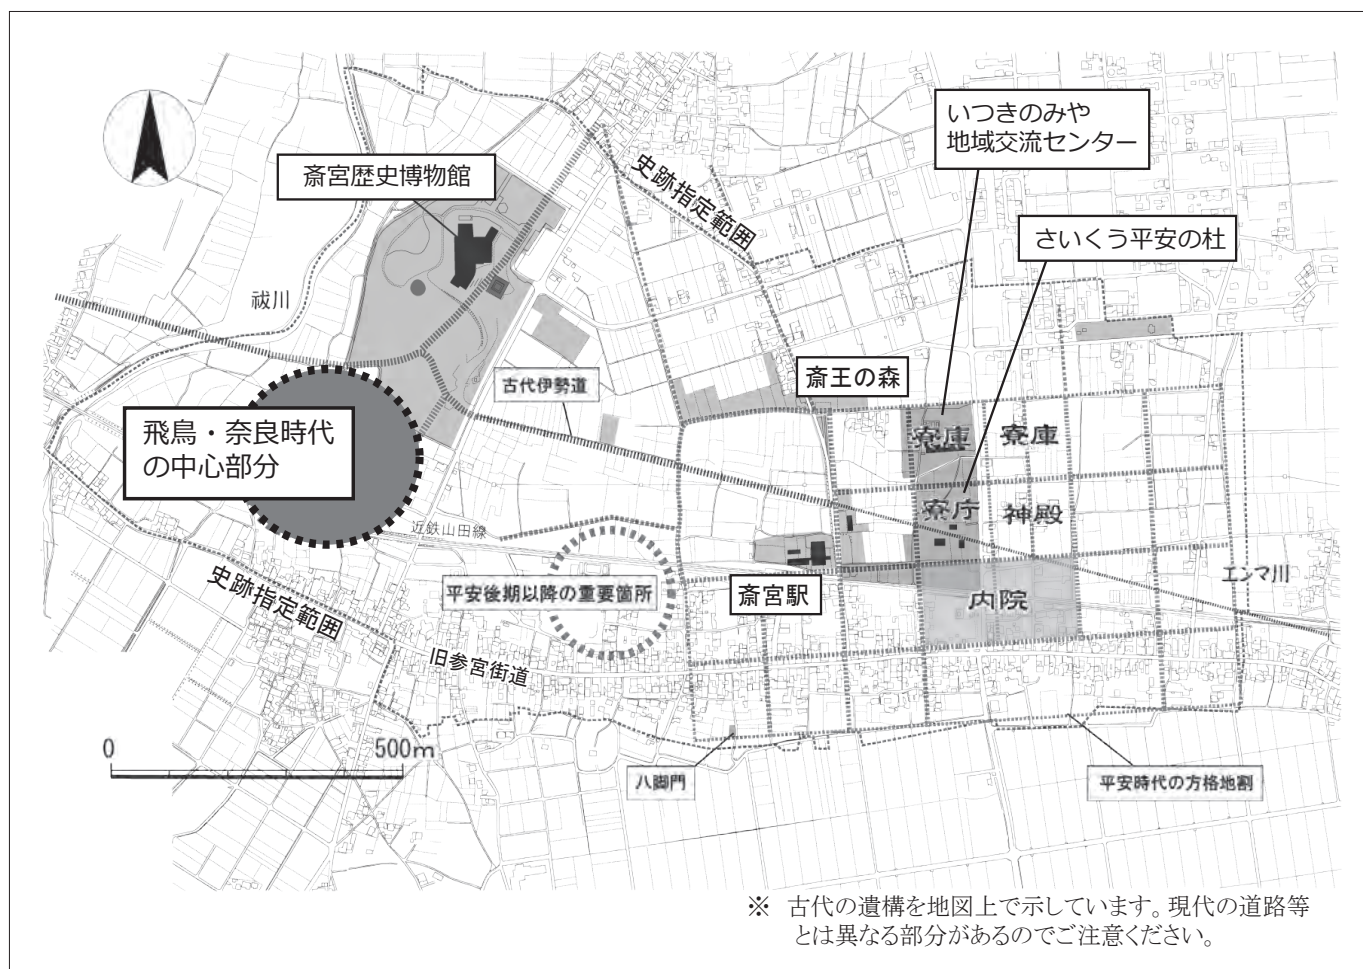 いつきのみや
地域交流センター
斎宮歴史博物館
史跡指定範囲
さいくう平安の杜
祓川
古代伊勢道
斎王の森
飛鳥・奈良時代
の中心部分
寮庫
寮庫
寮庁
神殿
近鉄山田線
平安後期以降の重要箇所
斎宮駅
内院
エンマ川
史跡指定範囲
旧参宮街道
0
500m
八脚門
平安時代の方格地割
※ 古代の遺構を地図上で示しています。現代の道路等
とは異なる部分があるのでご注意ください。